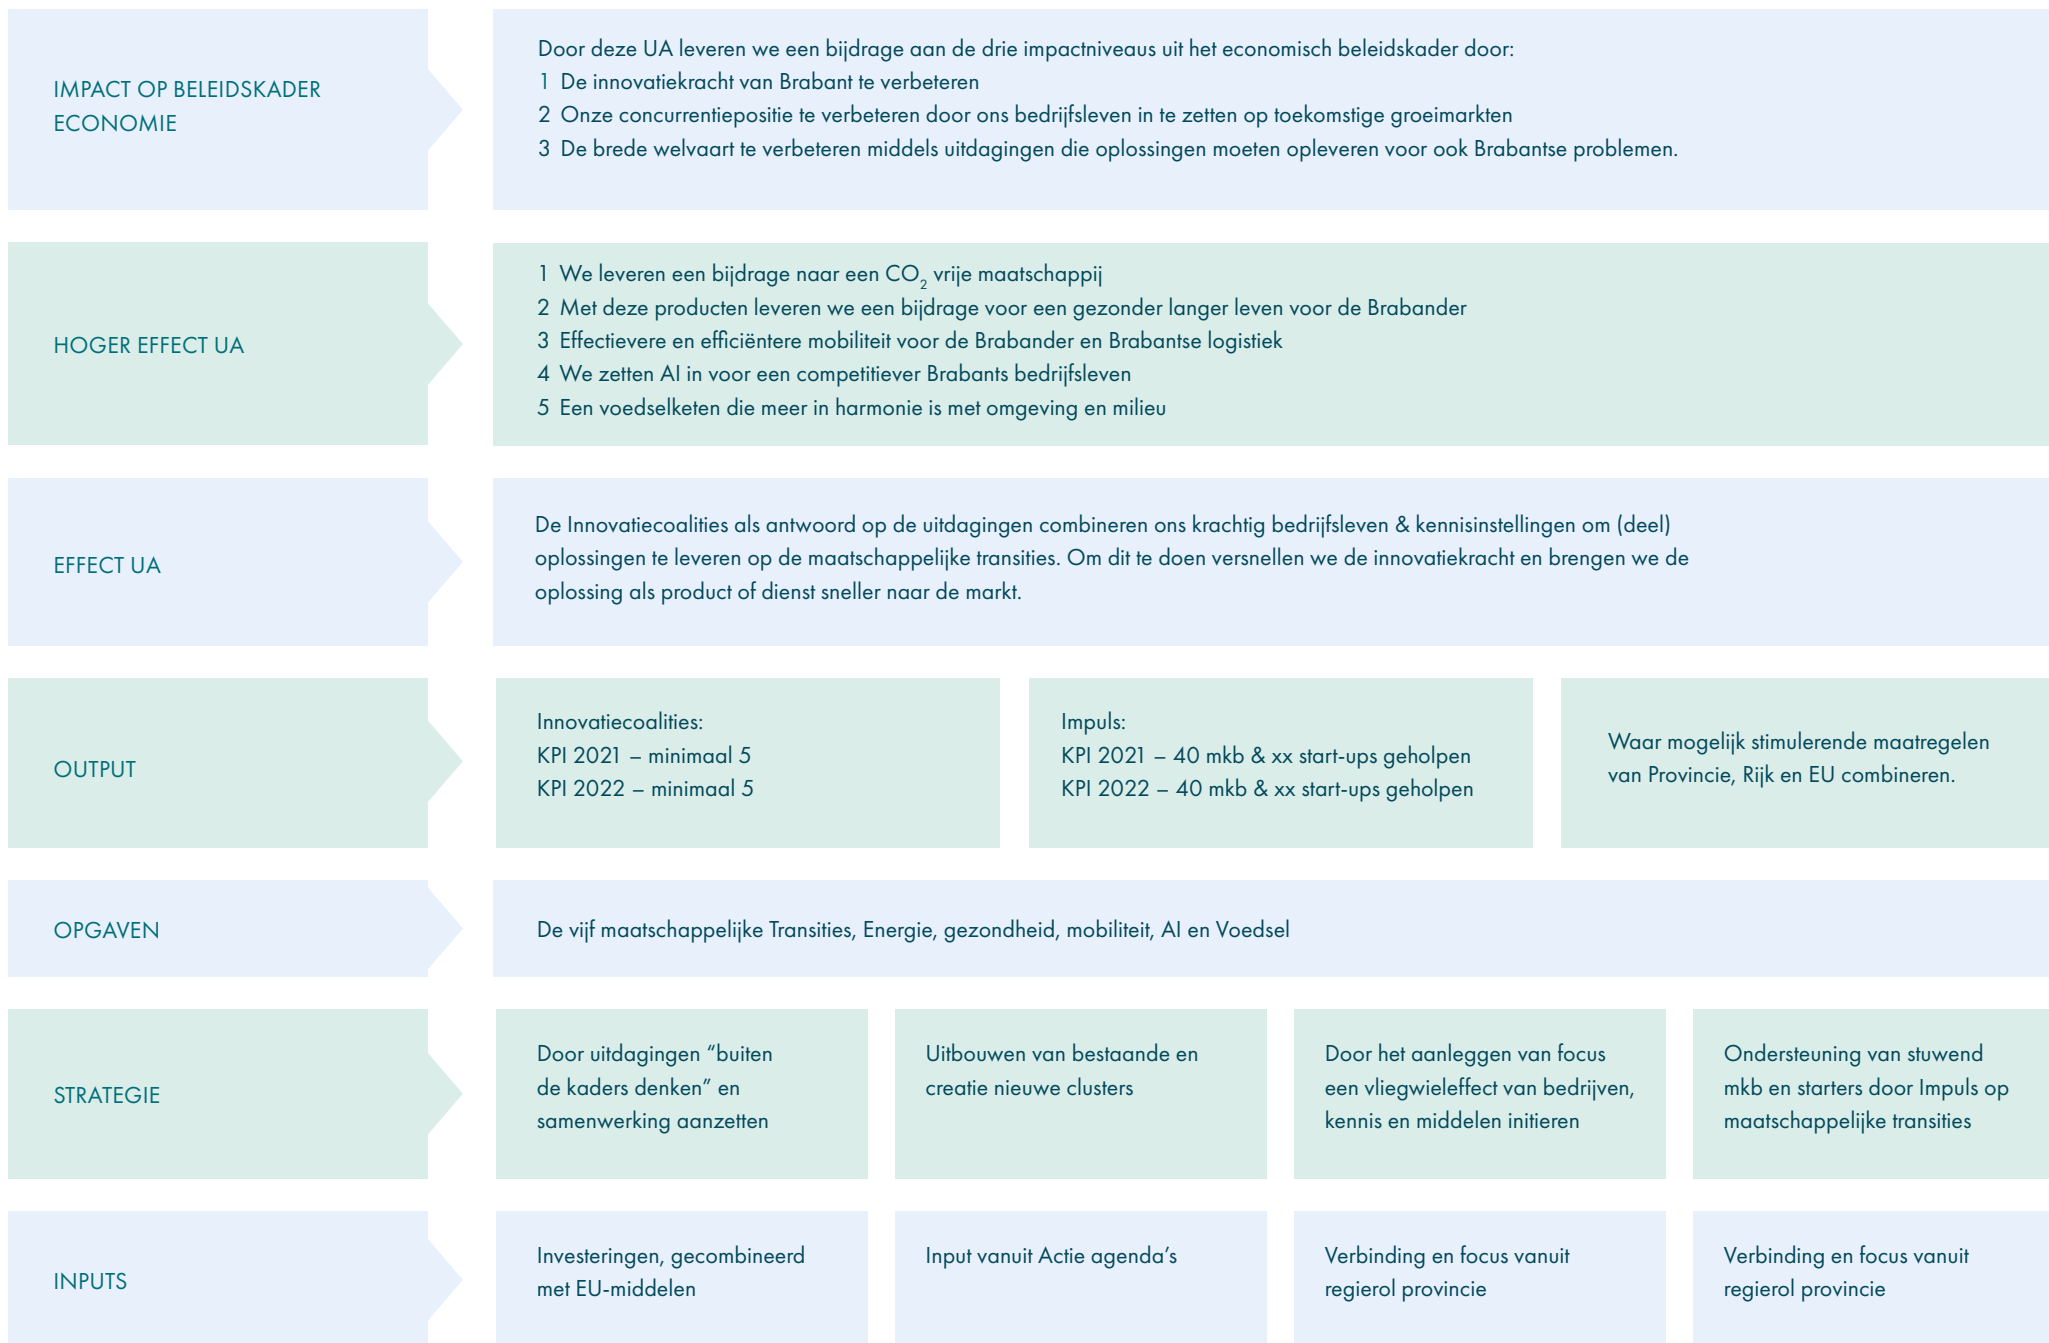 IMPACT OP BELEIDSKADER
ECONOMIE
Door deze UA leveren we een bijdrage aan de drie impactniveaus uit het economisch beleidskader door:
1 De innovatiekracht van Brabant te verbeteren
2 Onze concurrentiepositie te verbeteren door ons bedrijfsleven in te zetten op toekomstige groeimarkten
3 De brede welvaart te verbeteren middels uitdagingen die oplossingen moeten opleveren voor ook Brabantse problemen.
HOGER EFFECT UA
1 We leveren een bijdrage naar een CO₂ vrije maatschappij
2 Met deze producten leveren we een bijdrage voor een gezonder langer leven voor de Brabander
3 Effectievere en efficiëntere mobiliteit voor de Brabander en Brabantse logistiek
4 We zetten AI in voor een competitiever Brabants bedrijfsleven
5 Een voedselketen die meer in harmonie is met omgeving en milieu
EFFECT UA
De Innovatiecoalities als antwoord op de uitdagingen combineren ons krachtig bedrijfsleven & kennisinstellingen om (deel)
oplossingen te leveren op de maatschappelijke transities. Om dit te doen versnellen we de innovatiekracht en brengen we de
oplossing als product of dienst sneller naar de markt.
OUTPUT
Innovatiecoalities:
KPI 2021 – minimaal 5
KPI 2022 – minimaal 5
Impuls:
KPI 2021 – 40 mkb & xx start-ups geholpen
KPI 2022 – 40 mkb & xx start-ups geholpen
Waar mogelijk stimulerende maatregelen
van Provincie, Rijk en EU combineren.
OPGAVEN
De vijf maatschappelijke Transities, Energie, gezondheid, mobiliteit, AI en Voedsel
STRATEGIE
Door uitdagingen “buiten
de kaders denken” en
samenwerking aanzetten
Uitbouwen van bestaande en
creatie nieuwe clusters
Door het aanleggen van focus
een vliegwieleffect van bedrijven,
kennis en middelen initieren
Ondersteuning van stuwend
mkb en starters door Impuls op
maatschappelijke transities
INPUTS
Investeringen, gecombineerd
met EU-middelen
Input vanuit Actie agenda’s
Verbinding en focus vanuit
regierol provincie
Verbinding en focus vanuit
regierol provincie